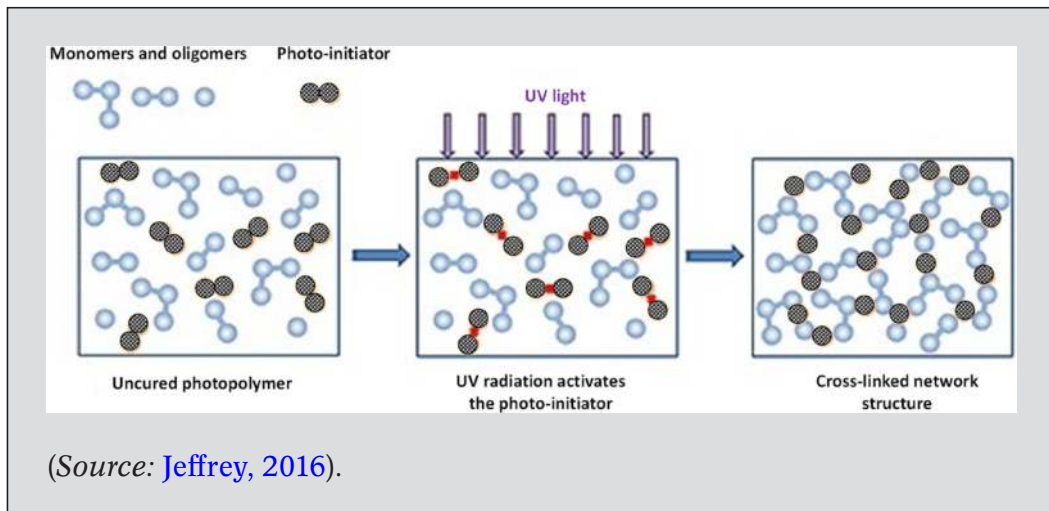 Monomers and oligomers Photo-initiator
UV light
Uncured photopolymer
UV radiation activates
the photo-initiator
Cross-linked network
structure
(Source: Jeffrey, 2016).